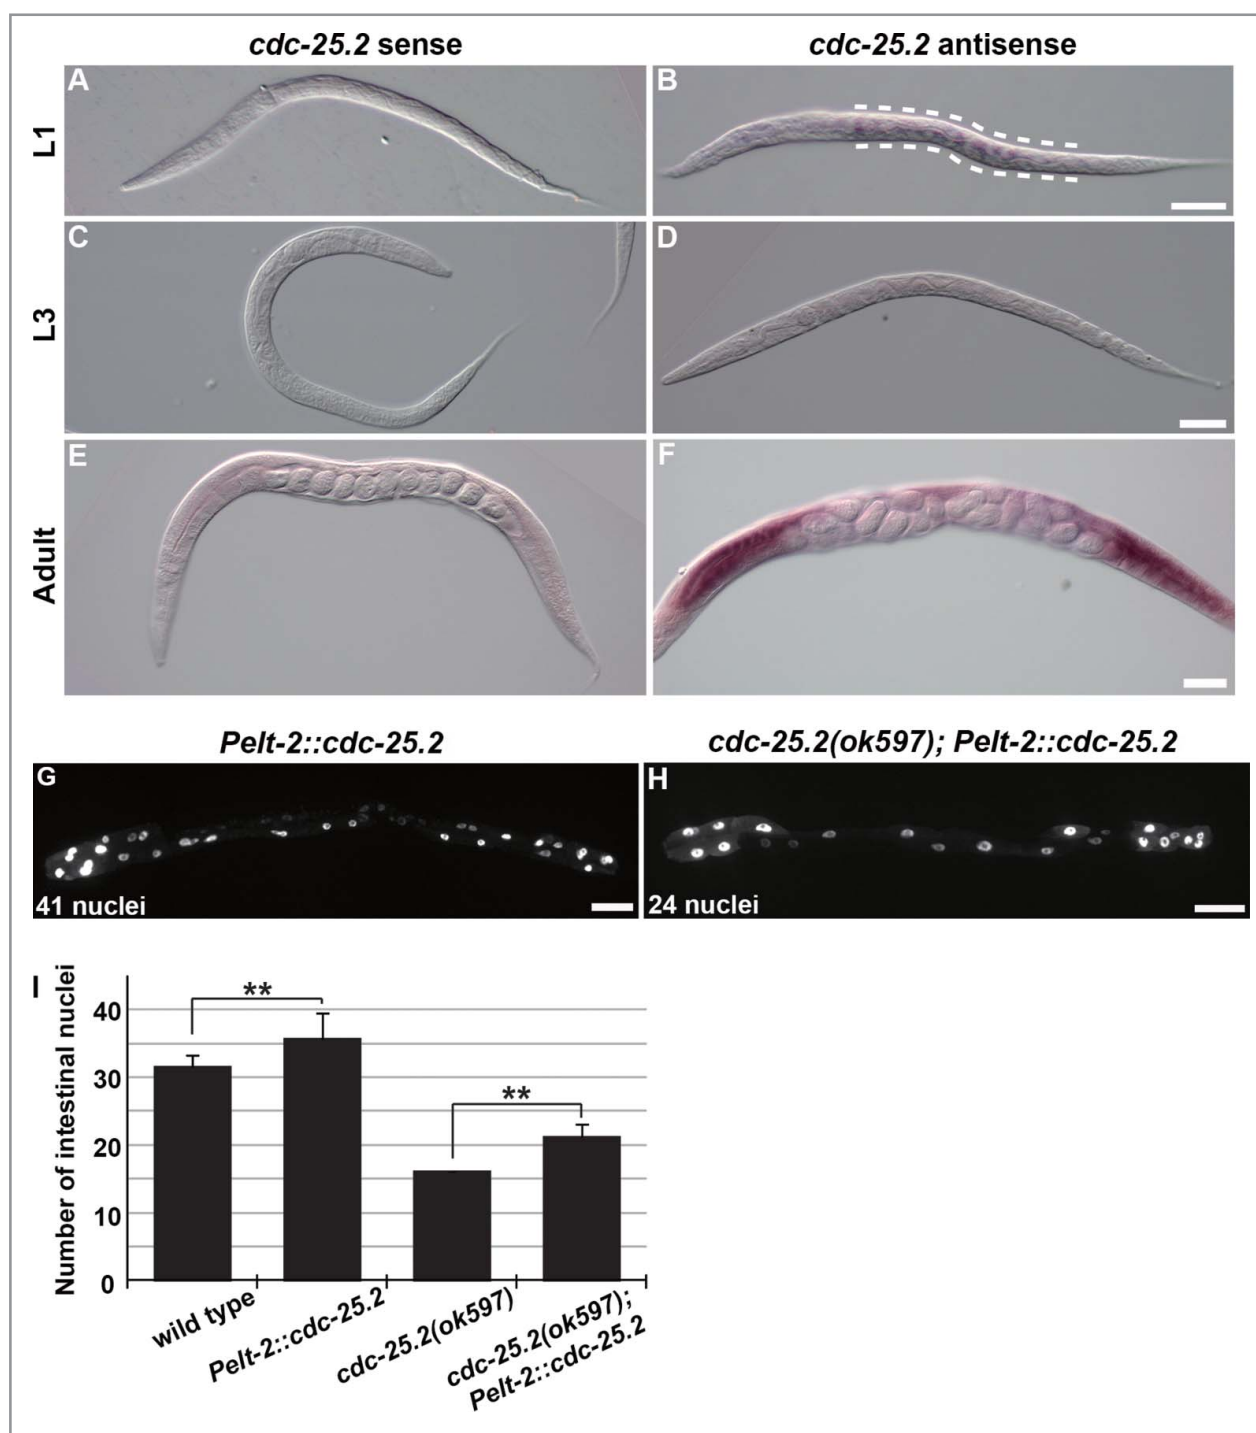 cdc-25.2 sense
cdc-25.2 antisense
L1
A
B
L3
C
D
Adult
E
F
Pelt-2::cdc-25.2
cdc-25.2(ok597); Pelt-2::cdc-25.2
G
41 nuclei
H
24 nuclei
I
Number of intestinal nuclei
40
30
20
10
0
**
**
wild type
Pelt-2::cdc-25.2
cdc-25.2(ok597)
cdc-25.2(ok597);
Pelt-2::cdc-25.2